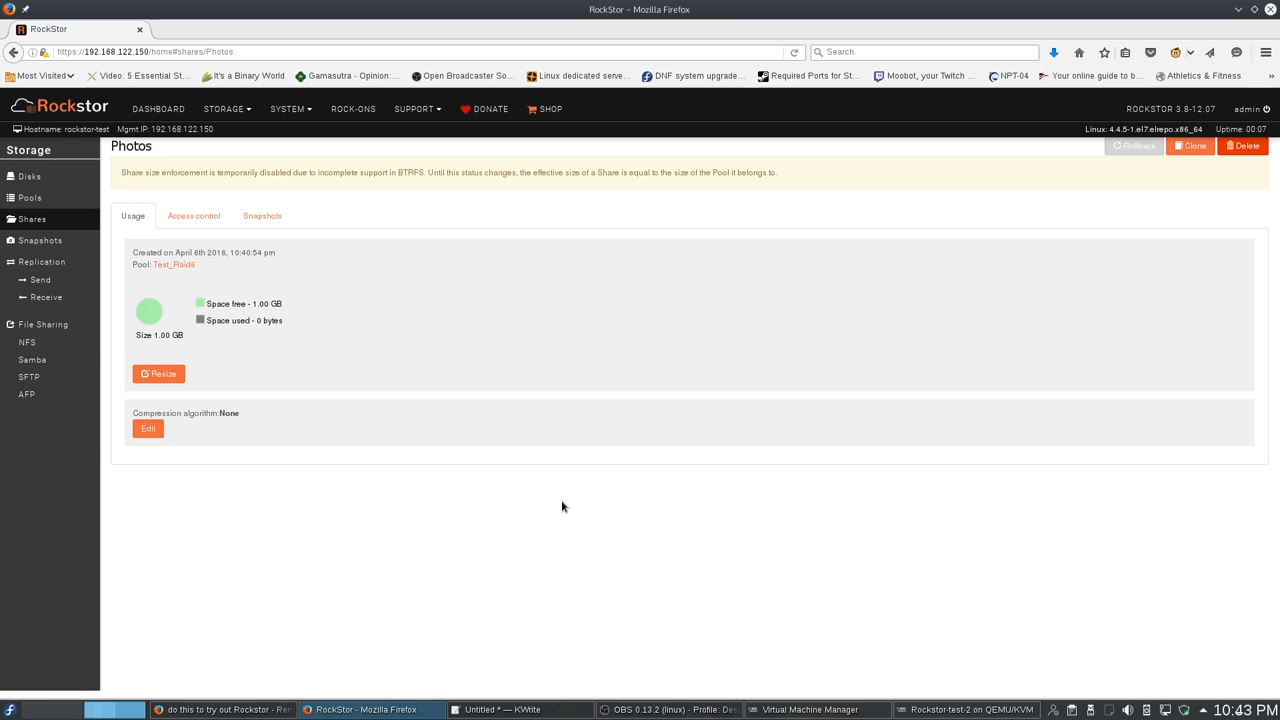 RockStor - Mozilla Firefox
RockStor
https://192.168.122.150/home#shares/Photos
Search
Most Visited
Video: 5 Essential St...
It's a Binary World
Gamasutra - Opinion:...
Open Broadcaster So...
Linux dedicated serve...
DNF system upgrade...
Required Ports for St...
Moobot, your Twitch ...
NPT-04
Your online guide to b...
Athletics & Fitness
»
Rockstor
DASHBOARD
STORAGE
SYSTEM
ROCK-ONS
SUPPORT
DONATE
SHOP
ROCKSTOR 3.8-12.07
admin
Hostname: rockstor-test Mgmt IP: 192.168.122.150
Linux: 4.4.5-1.el7.elrepo.x86_64
Uptime: 00:07
Storage
Disks
Pools
Shares
Snapshots
Replication
Send
Receive
File Sharing
NFS
Samba
SFTP
AFP
Photos
Rollback
Clone
Delete
Share size enforcement is temporarily disabled due to incomplete support in BTRFS. Until this status changes, the effective size of a Share is equal to the size of the Pool it belongs to.
Usage
Access control
Snapshots
Created on April 6th 2016, 10:40:54 pm
Pool: Test_Raid6
Space free - 1.00 GB
Space used - 0 bytes
Size 1.00 GB
Resize
Compression algorithm:None
Edit
do this to try out Rockstor - Rem
RockStor - Mozilla Firefox
Untitled * — KWrite
OBS 0.13.2 (linux) - Profile: Des
Virtual Machine Manager
Rockstor-test-2 on QEMU/KVM
10:43 PM